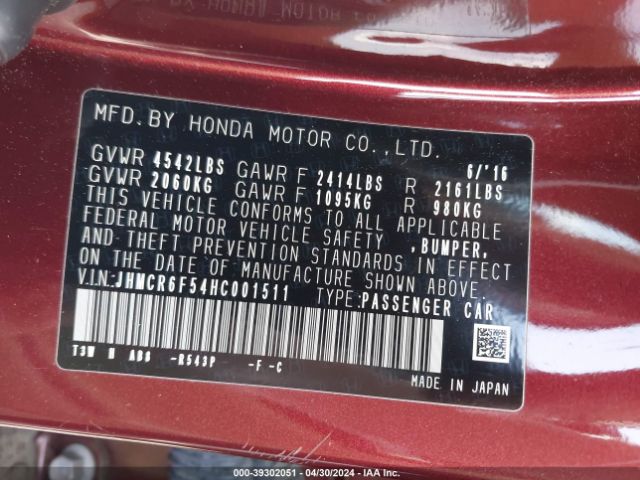 MFD. BY HONDA MOTOR CO., LTD.
6/'16
GVWR 4542LBS GAWR F 2414LBS R 2161LBS
GVWR 2060KG GAWR F 1095KG R 980KG
THIS VEHICLE CONFORMS TO ALL APPLICABLE
FEDERAL MOTOR VEHICLE SAFETY ,BUMPER,
AND THEFT PREVENTION STANDARDS IN EFFECT
ON THE DATE OF MANUFACTURE SHOWN ABOVE.
V.I.N:JHMCR6F54HC001511 TYPE:PASSENGER CAR
T3W N AB8 -R543P -F -C
MADE IN JAPAN
000-39302051 - 04/30/2024 - IAA Inc.